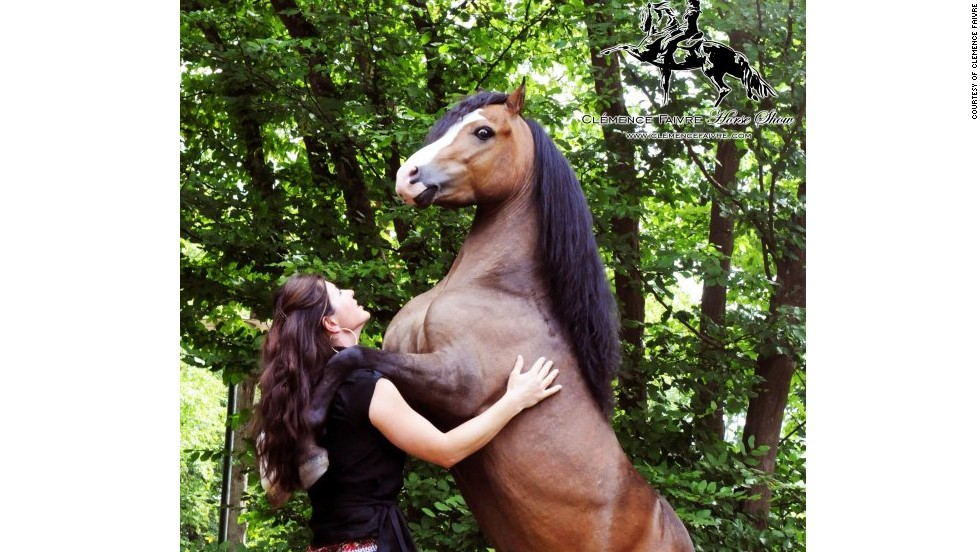 Clémence Faivre Horse Show
www.clemencefaivre.com
COURTESY OF CLEMENCE FAIVRE